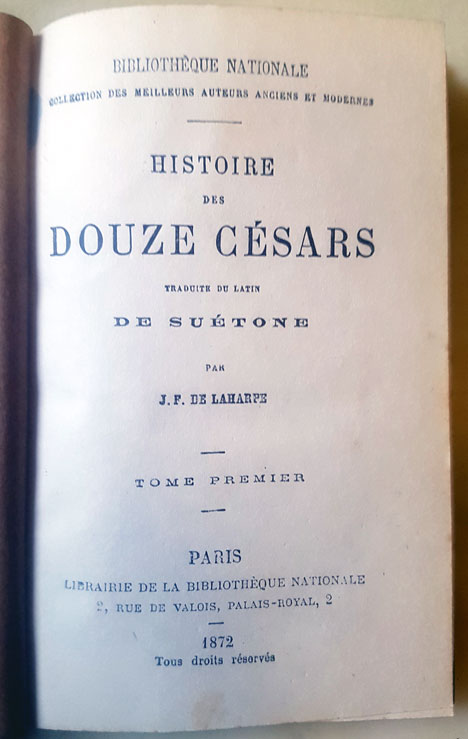 BIBLIOTHÈQUE NATIONALE
COLLECTION DES MEILLEURS AUTEURS ANCIENS ET MODERNES
HISTOIRE
DES
DOUZE CÉSARS
TRADUITE DU LATIN
DE SUÉTONE
PAR
J. F. DE LAHARPE
TOME PREMIER
PARIS
LIBRAIRIE DE LA BIBLIOTHÈQUE NATIONALE
2, RUE DE VALOIS, PALAIS-ROYAL, 2
1872
Tous droits réservés